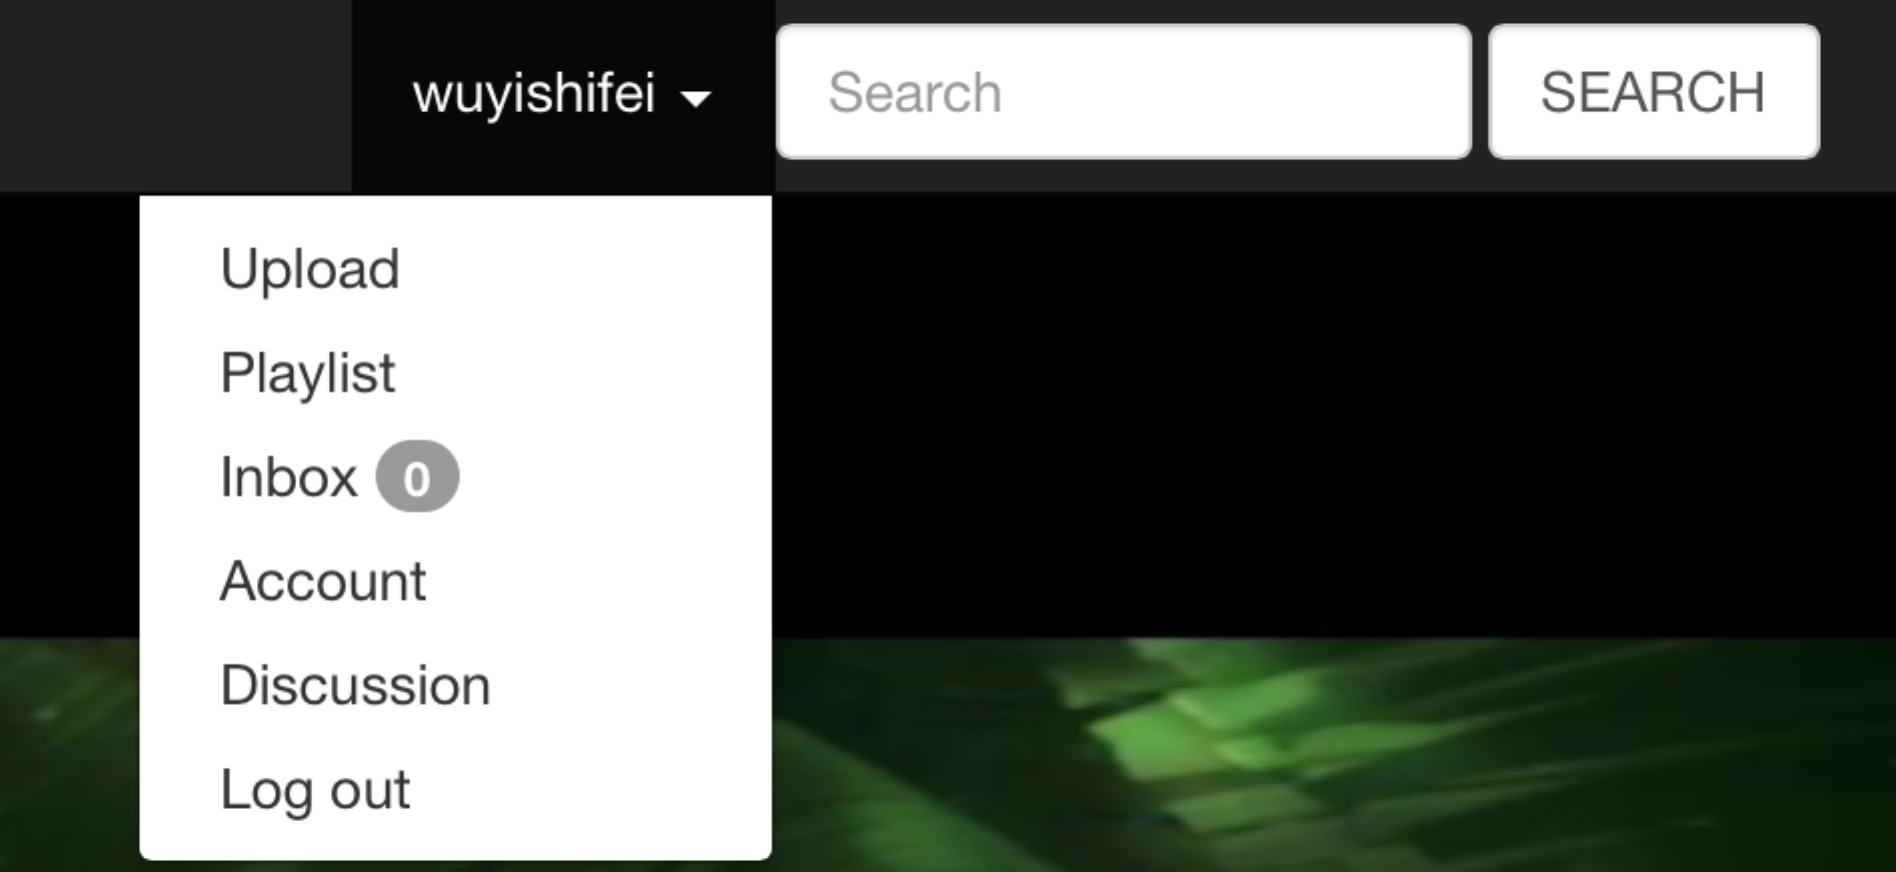 wuyishifei
Search
SEARCH
Upload
Playlist
Inbox 0
Account
Discussion
Log out